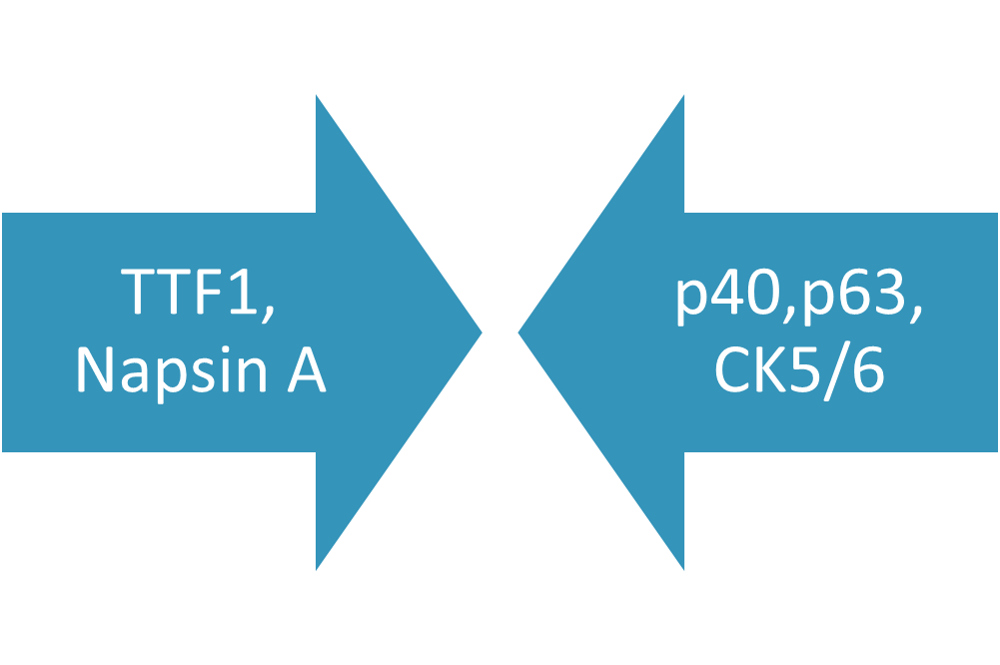 TTF1,
Napsin A
p40,p63,
CK5/6